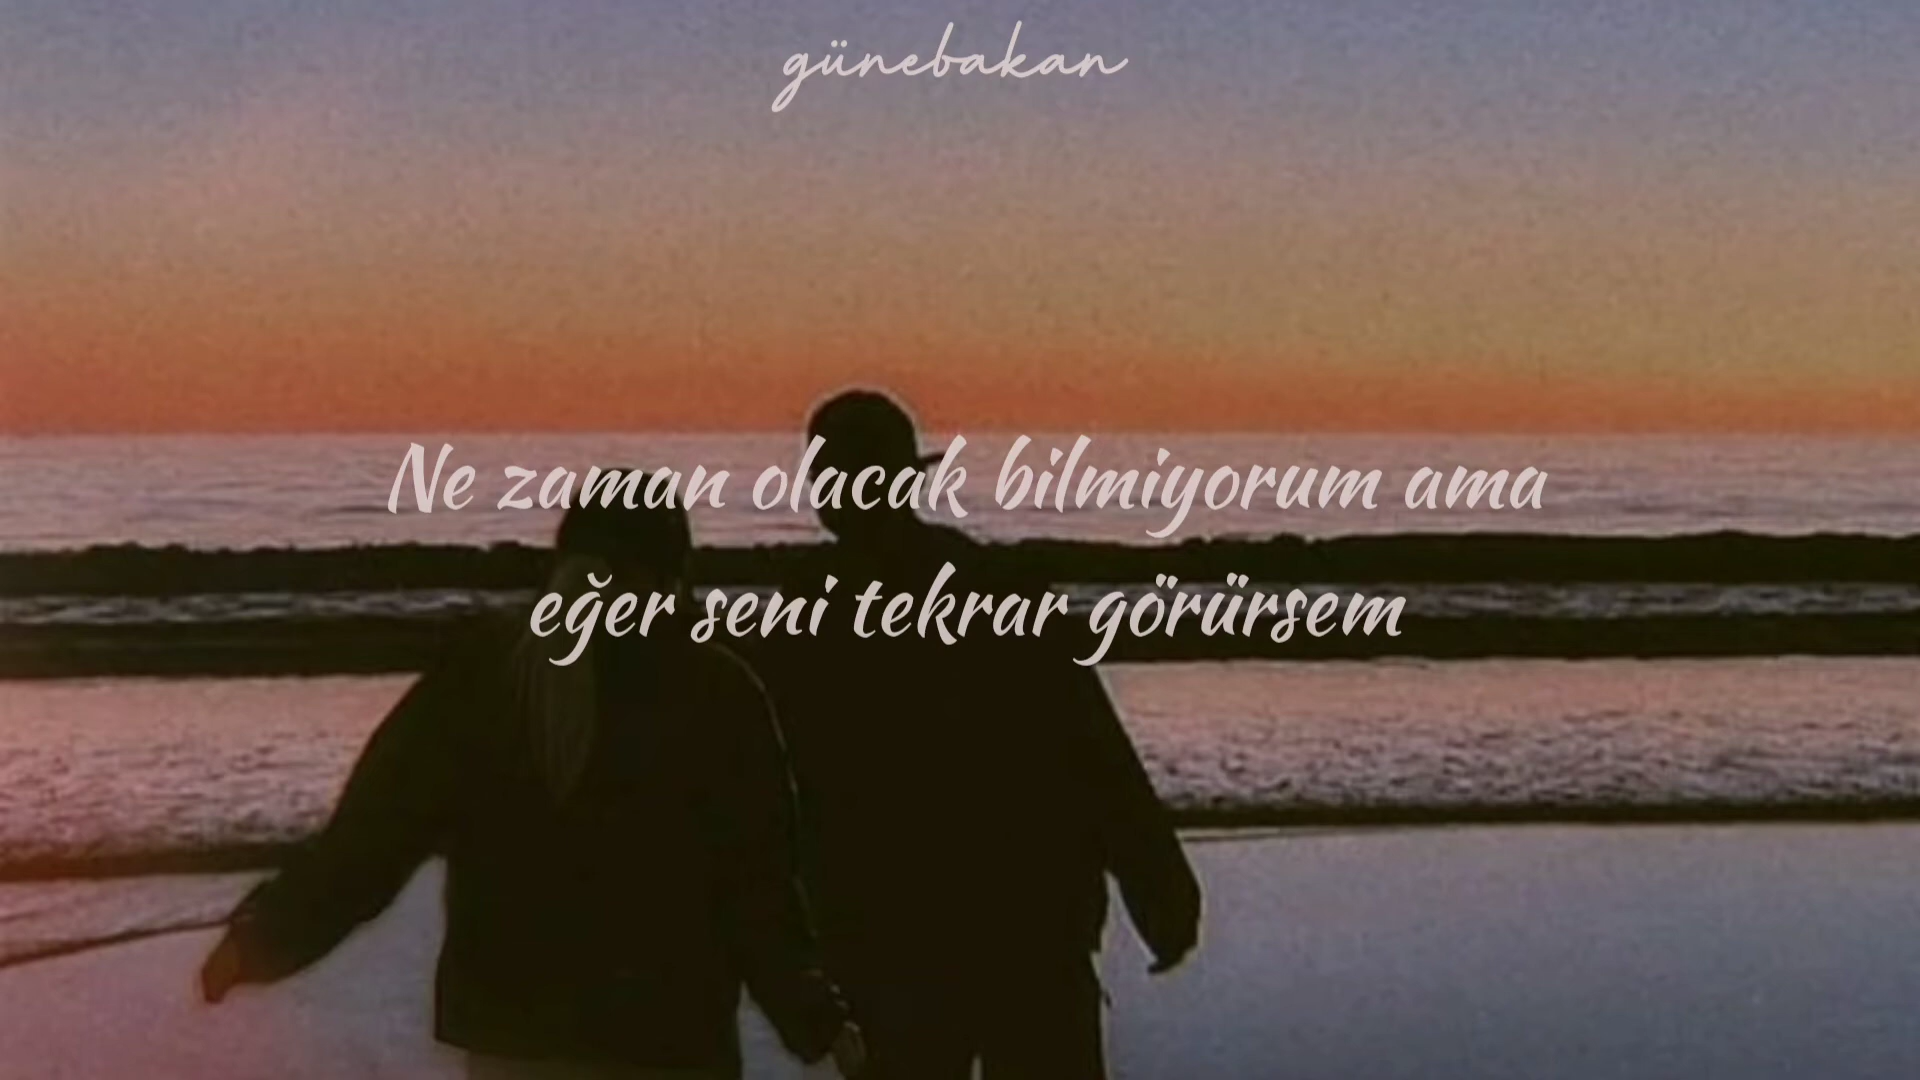 günebakan
Ne zaman olacak bilmiyorum ama
eğer seni tekrar görürsem